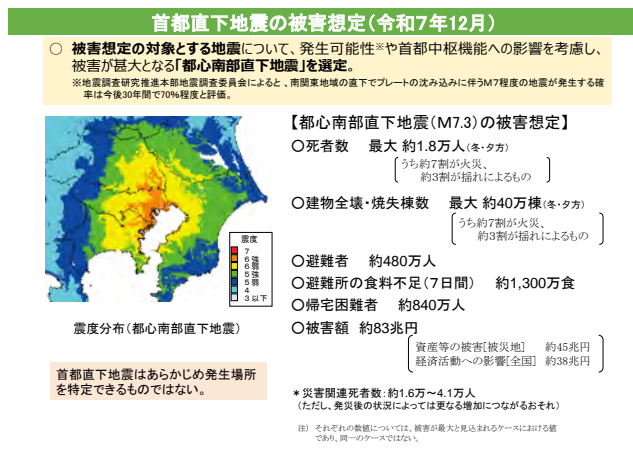 首都直下地震の被害想定(令和7年12月)
○ 被害想定の対象とする地震について、発生可能性※や首都中枢機能への影響を考慮し、
被害が甚大となる「都心南部直下地震」を選定。
※地震調査研究推進本部地震調査委員会によると、南関東地域の直下でプレートの沈み込みに伴うM7程度の地震が発生する確
率は今後30年間で70%程度と評価。
震度
7
6強
6弱
5強
5弱
4
3以下
震度分布(都心南部直下地震)
首都直下地震はあらかじめ発生場所
を特定できるものではない。
【都心南部直下地震(M7.3)の被害想定】
○死者数 最大 約1.8万人(冬・夕方)
うち約7割が火災、
約3割が揺れによるもの
○建物全壊・焼失棟数 最大 約40万棟(冬・夕方)
うち約7割が火災、
約3割が揺れによるもの
○避難者 約480万人
○避難所の食料不足(7日間) 約1,300万食
○帰宅困難者 約840万人
○被害額 約83兆円
資産等の被害[被災地] 約45兆円
経済活動への影響[全国] 約38兆円
*災害関連死者数:約1.6万~4.1万人
(ただし、発災後の状況によっては更なる増加につながるおそれ)
注) それぞれの数値については、被害が最大と見込まれるケースにおける値
であり、同一のケースではない。